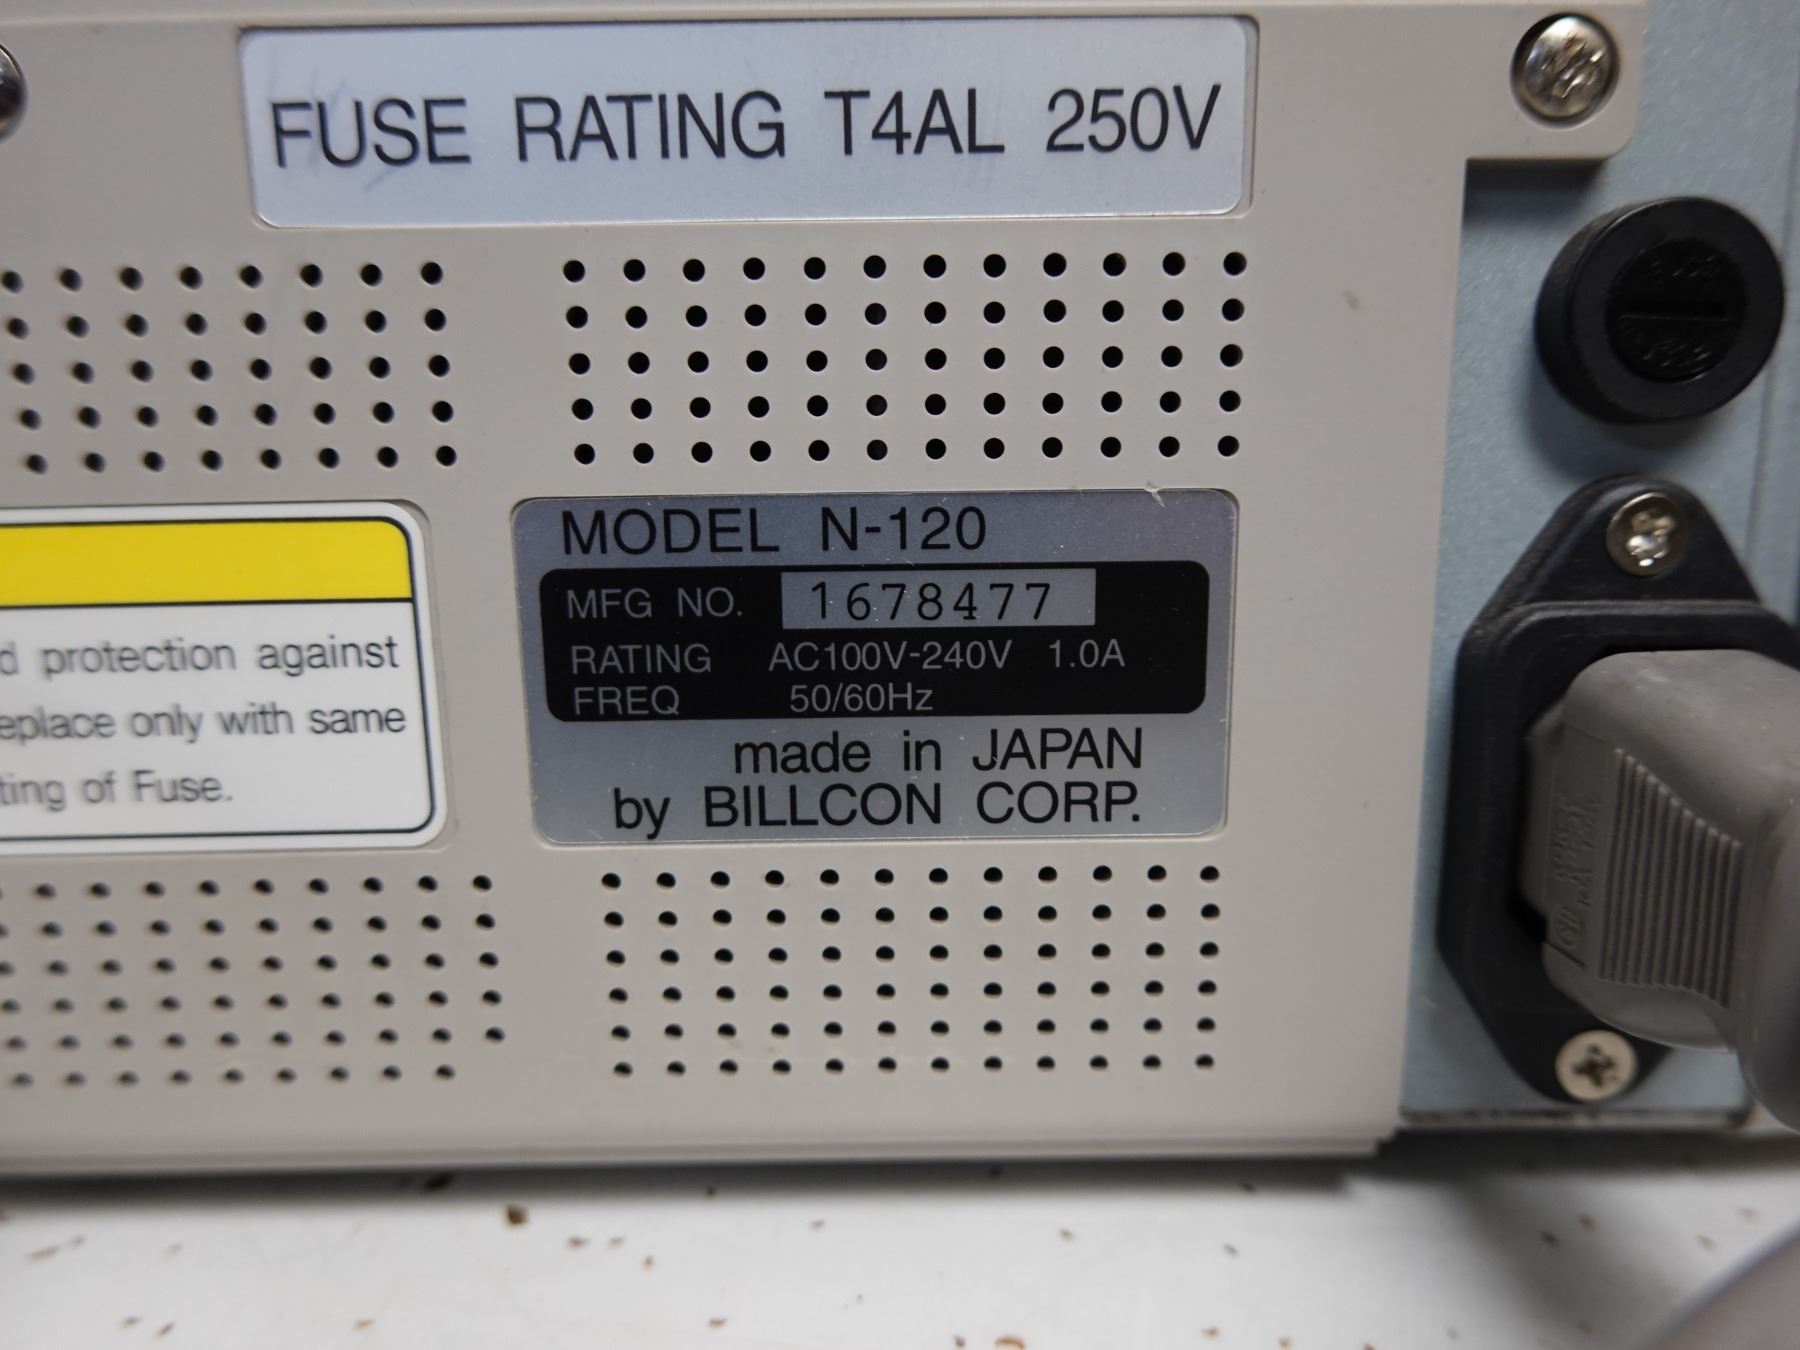 FUSE RATING T4AL 250V
d protection against
eplace only with same
ting of Fuse.
MODEL N-120
MFG NO. 1678477
RATING AC100V-240V 1.0A
FREQ 50/60Hz
made in JAPAN
by BILLCON CORP.